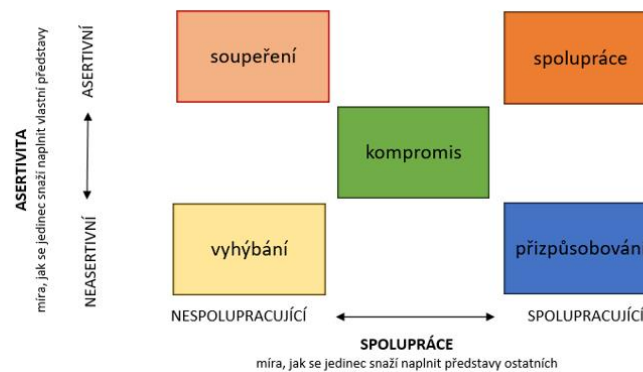 soupeření
spolupráce
kompromis
vyhýbání
přizpůsobován
ASERTIVITA
míra, jak se jedinec snaží naplnit vlastní představy
ASERTIVNÍ
NEASERTIVNÍ
NESPOLUPRACUJÍCÍ
SPOLUPRACUJÍCÍ
SPOLUPRÁCE
míra, jak se jedinec snaží naplnit představy ostatních